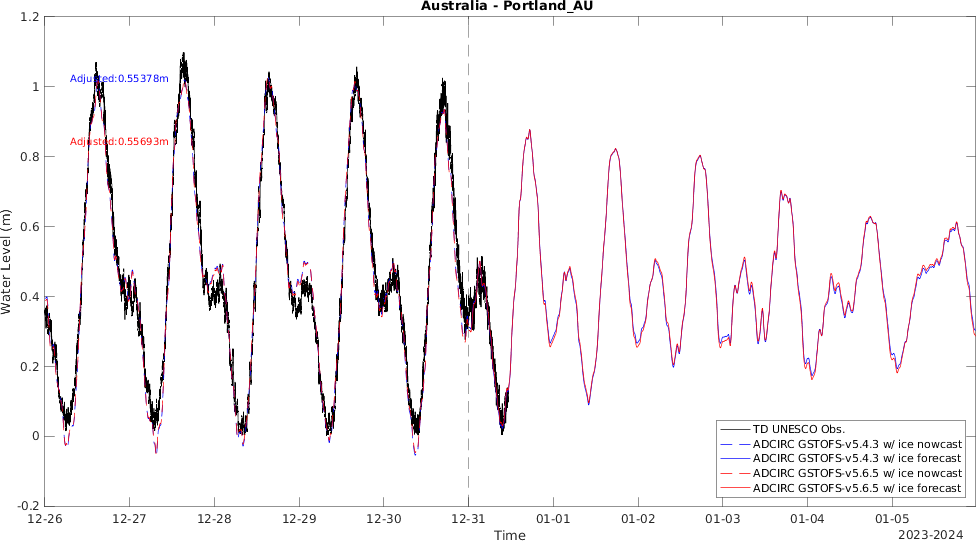 Australia - Portland_AU
1.2
1
0.8
0.6
0.4
0.2
0
-0.2
Water Level (m)
Adjusted:0.55378m
Adjusted:0.55693m
TD UNESCO Obs.
ADCIRC GSTOFS-v5.4.3 w/ ice nowcast
ADCIRC GSTOFS-v5.4.3 w/ ice forecast
ADCIRC GSTOFS-v5.6.5 w/ ice nowcast
ADCIRC GSTOFS-v5.6.5 w/ ice forecast
12-26 12-27 12-28 12-29 12-30 12-31 01-01 01-02 01-03 01-04 01-05
Time
2023-2024